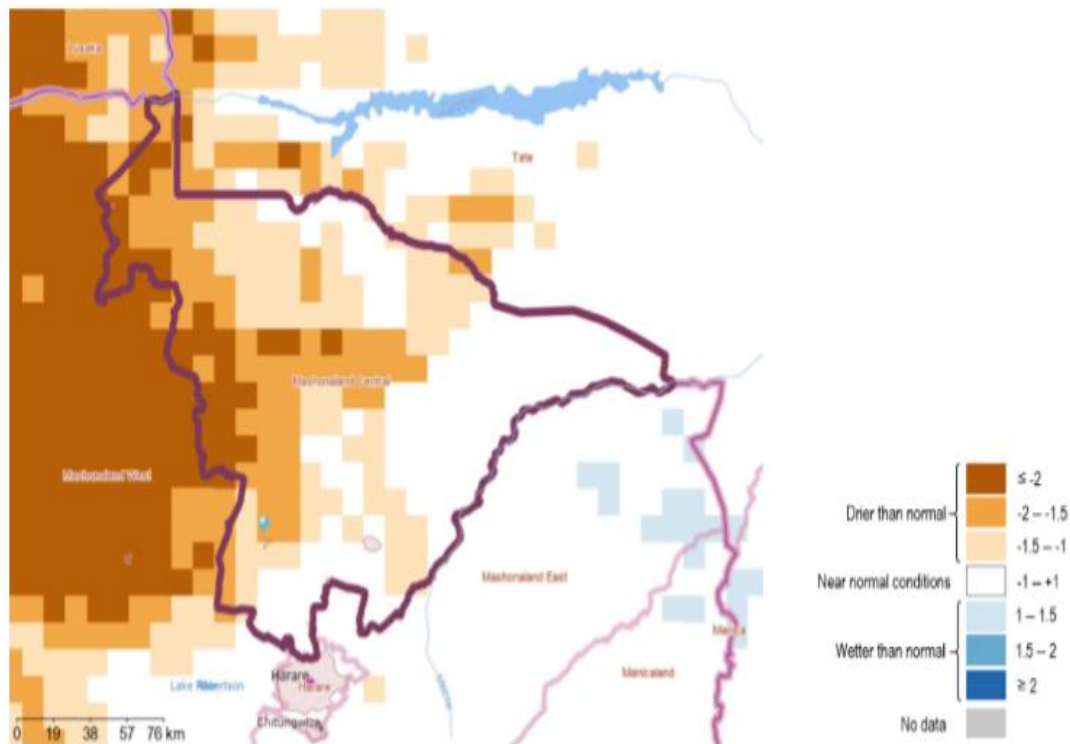 Lusaka
Tete
Mashonaland Central
Mashonaland West
Mashonaland East
Manica
Manicaland
Harare
Harare
Chitungwiza
0 19 38 57 76 km
≤ -2
Drier than normal
-2 – -1.5
-1.5 – -1
Near normal conditions
-1 – +1
1 – 1.5
Wetter than normal
1.5 – 2
≥ 2
No data